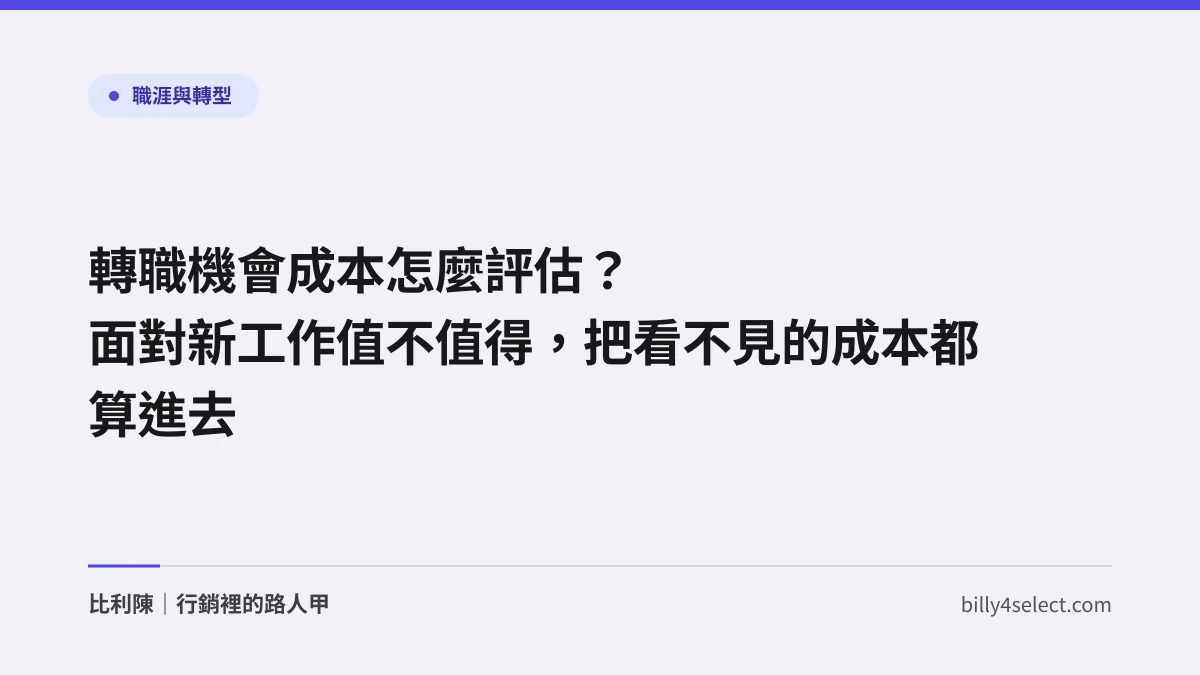 職涯與轉型
轉職機會成本怎麼評估？
面對新工作值不值得，把看不見的成本都
算進去
比利陳｜行銷裡的路人甲
billy4select.com